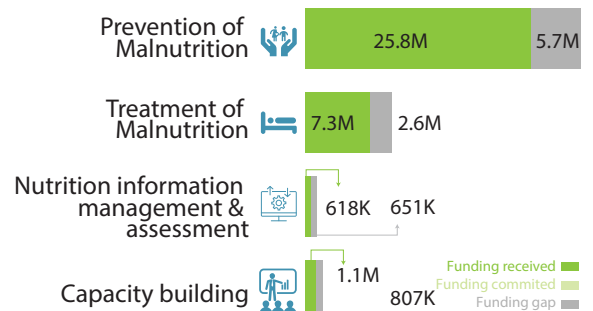 Prevention of
Malnutrition
25.8M
5.7M
Treatment of
Malnutrition
7.3M
2.6M
Nutrition information
management &
assessment
618K
651K
Capacity building
1.1M
807K
Funding received
Funding commited
Funding gap